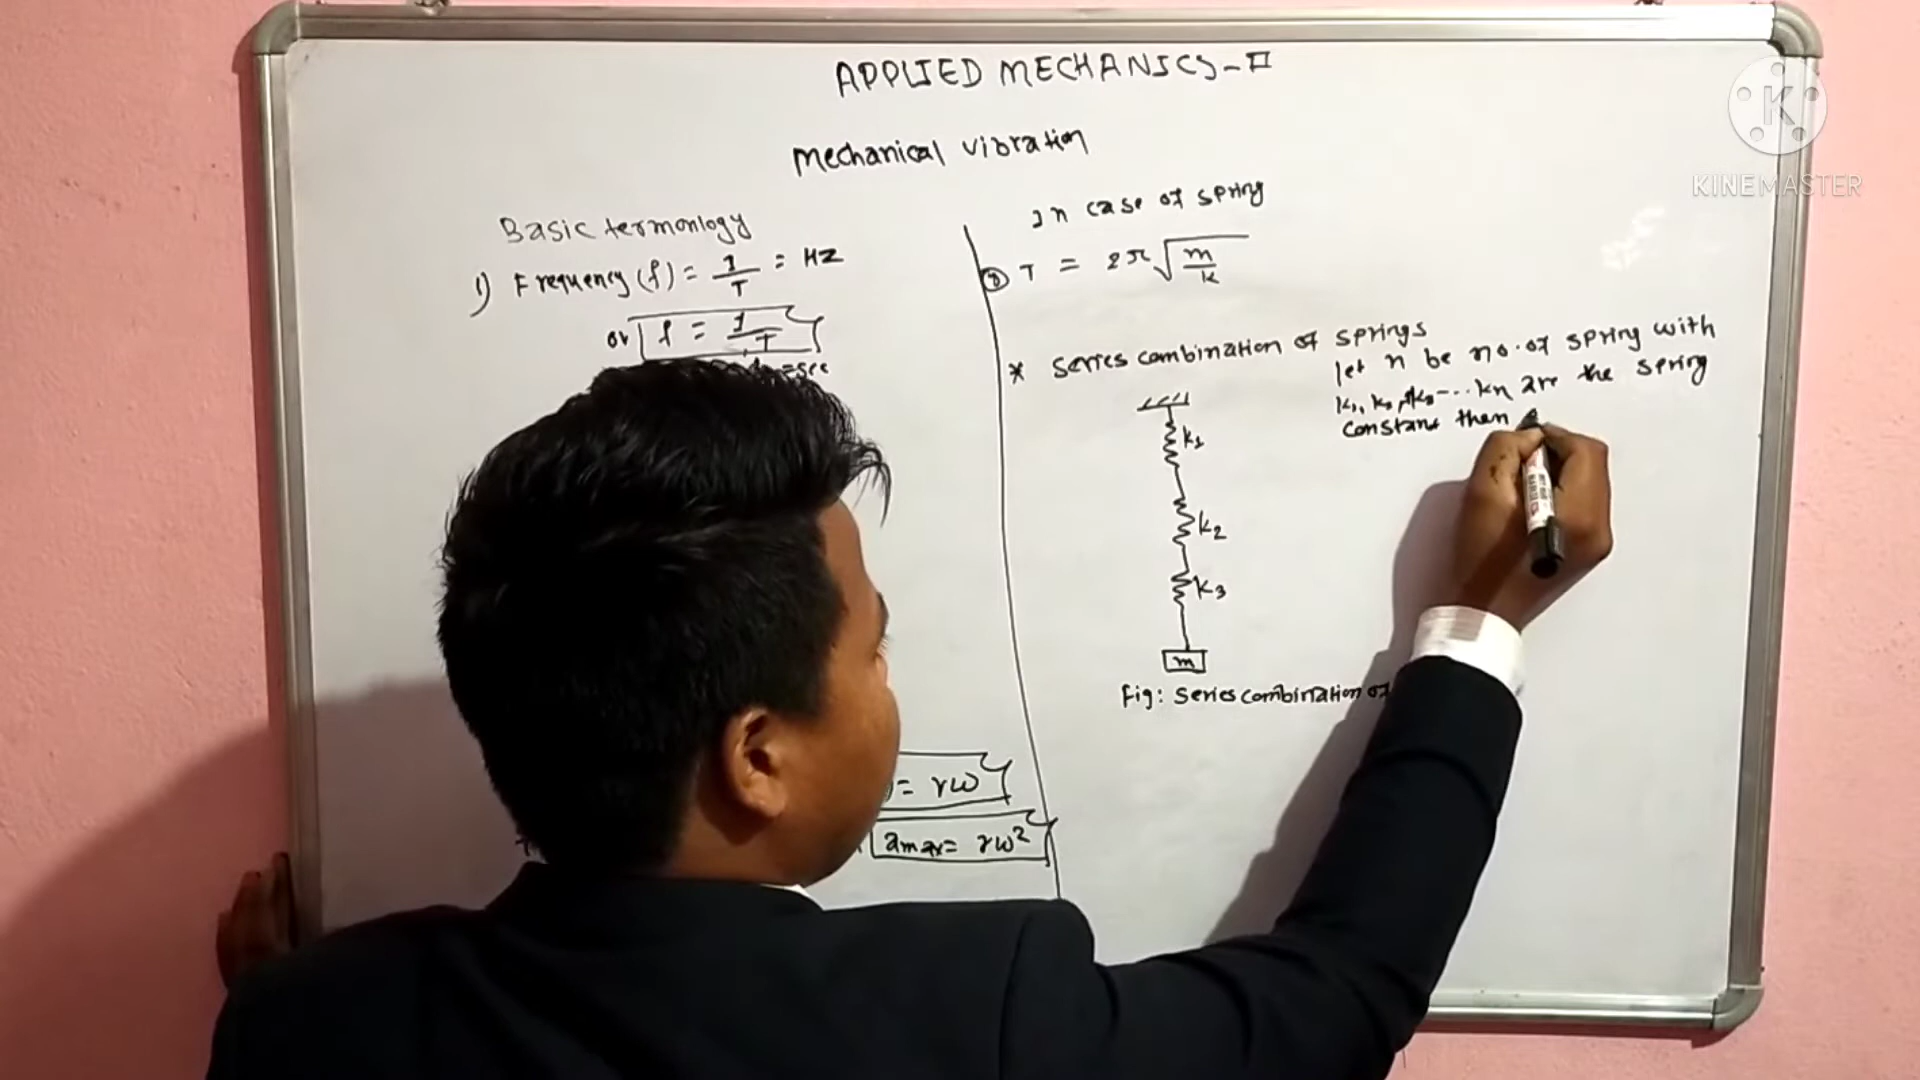 APPLIED MECHANICS-II
Mechanical vibration
Basic termonlogy
1) Frequency (f) = 1/T = HZ
or f = 1/T
=sec
= rω
amax = rω²
In case of spring
T = 2π√(m/k)
* Series combination of springs
let n be no. of spring with
k1, k2, k3 -... kn are the spring
constant then
k1
k2
k3
m
Fig: Series combination of
KINEMASTER